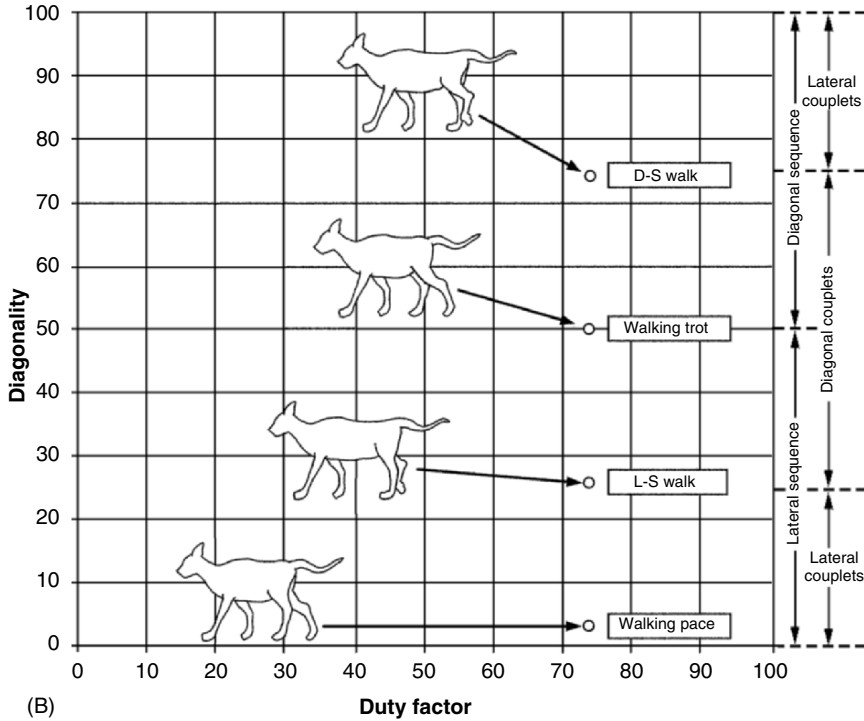 100
90
80
70
60
50
40
30
20
10
0
Diagonality
D-S walk
Walking trot
L-S walk
Walking pace
Diagonal sequence
Lateral sequence
Lateral
couplets
Diagonal couplets
Lateral
couplets
0 10 20 30 40 50 60 70 80 90 100
(B)
Duty factor